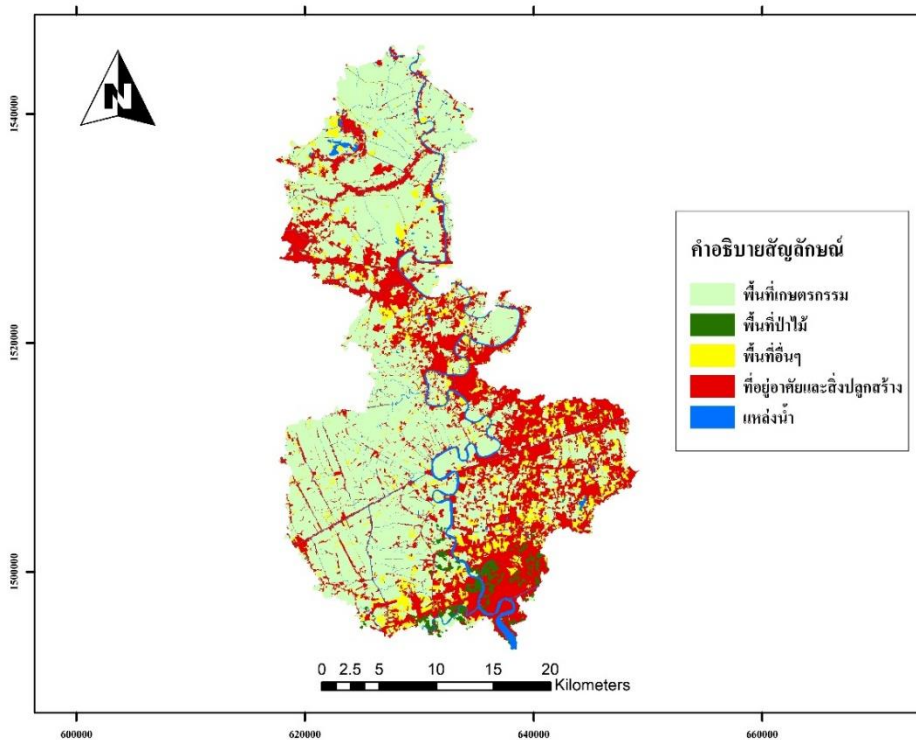 N
1540000
1520000
1500000
คำอธิบายสัญลักษณ์
พื้นที่เกษตรกรรม
พื้นที่ป่าไม้
พื้นที่อื่นๆ
ที่อยู่อาศัยและสิ่งปลูกสร้าง
แหล่งน้ำ
0 2.5 5 10 15 20
Kilometers
600000 620000 640000 660000